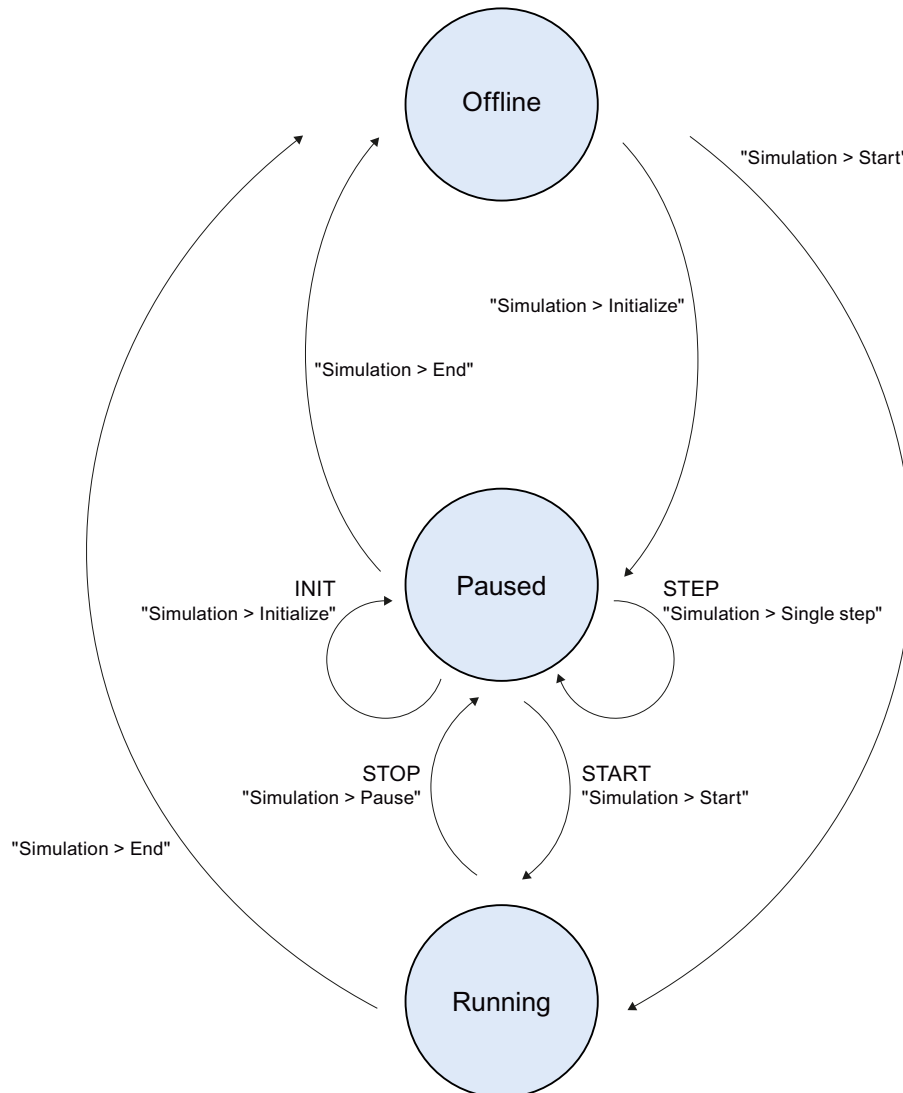 Offline
"Simulation > Start"
"Simulation > Initialize"
"Simulation > End"
Paused
INIT
"Simulation > Initialize"
STEP
"Simulation > Single step"
STOP
"Simulation > Pause"
START
"Simulation > Start"
"Simulation > End"
Running